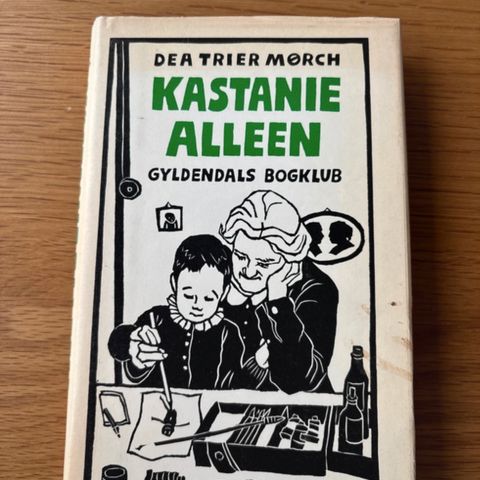 DEA TRIER MØRCH
KASTANIE
ALLEEN
GYLDENDALS BOGKLUB